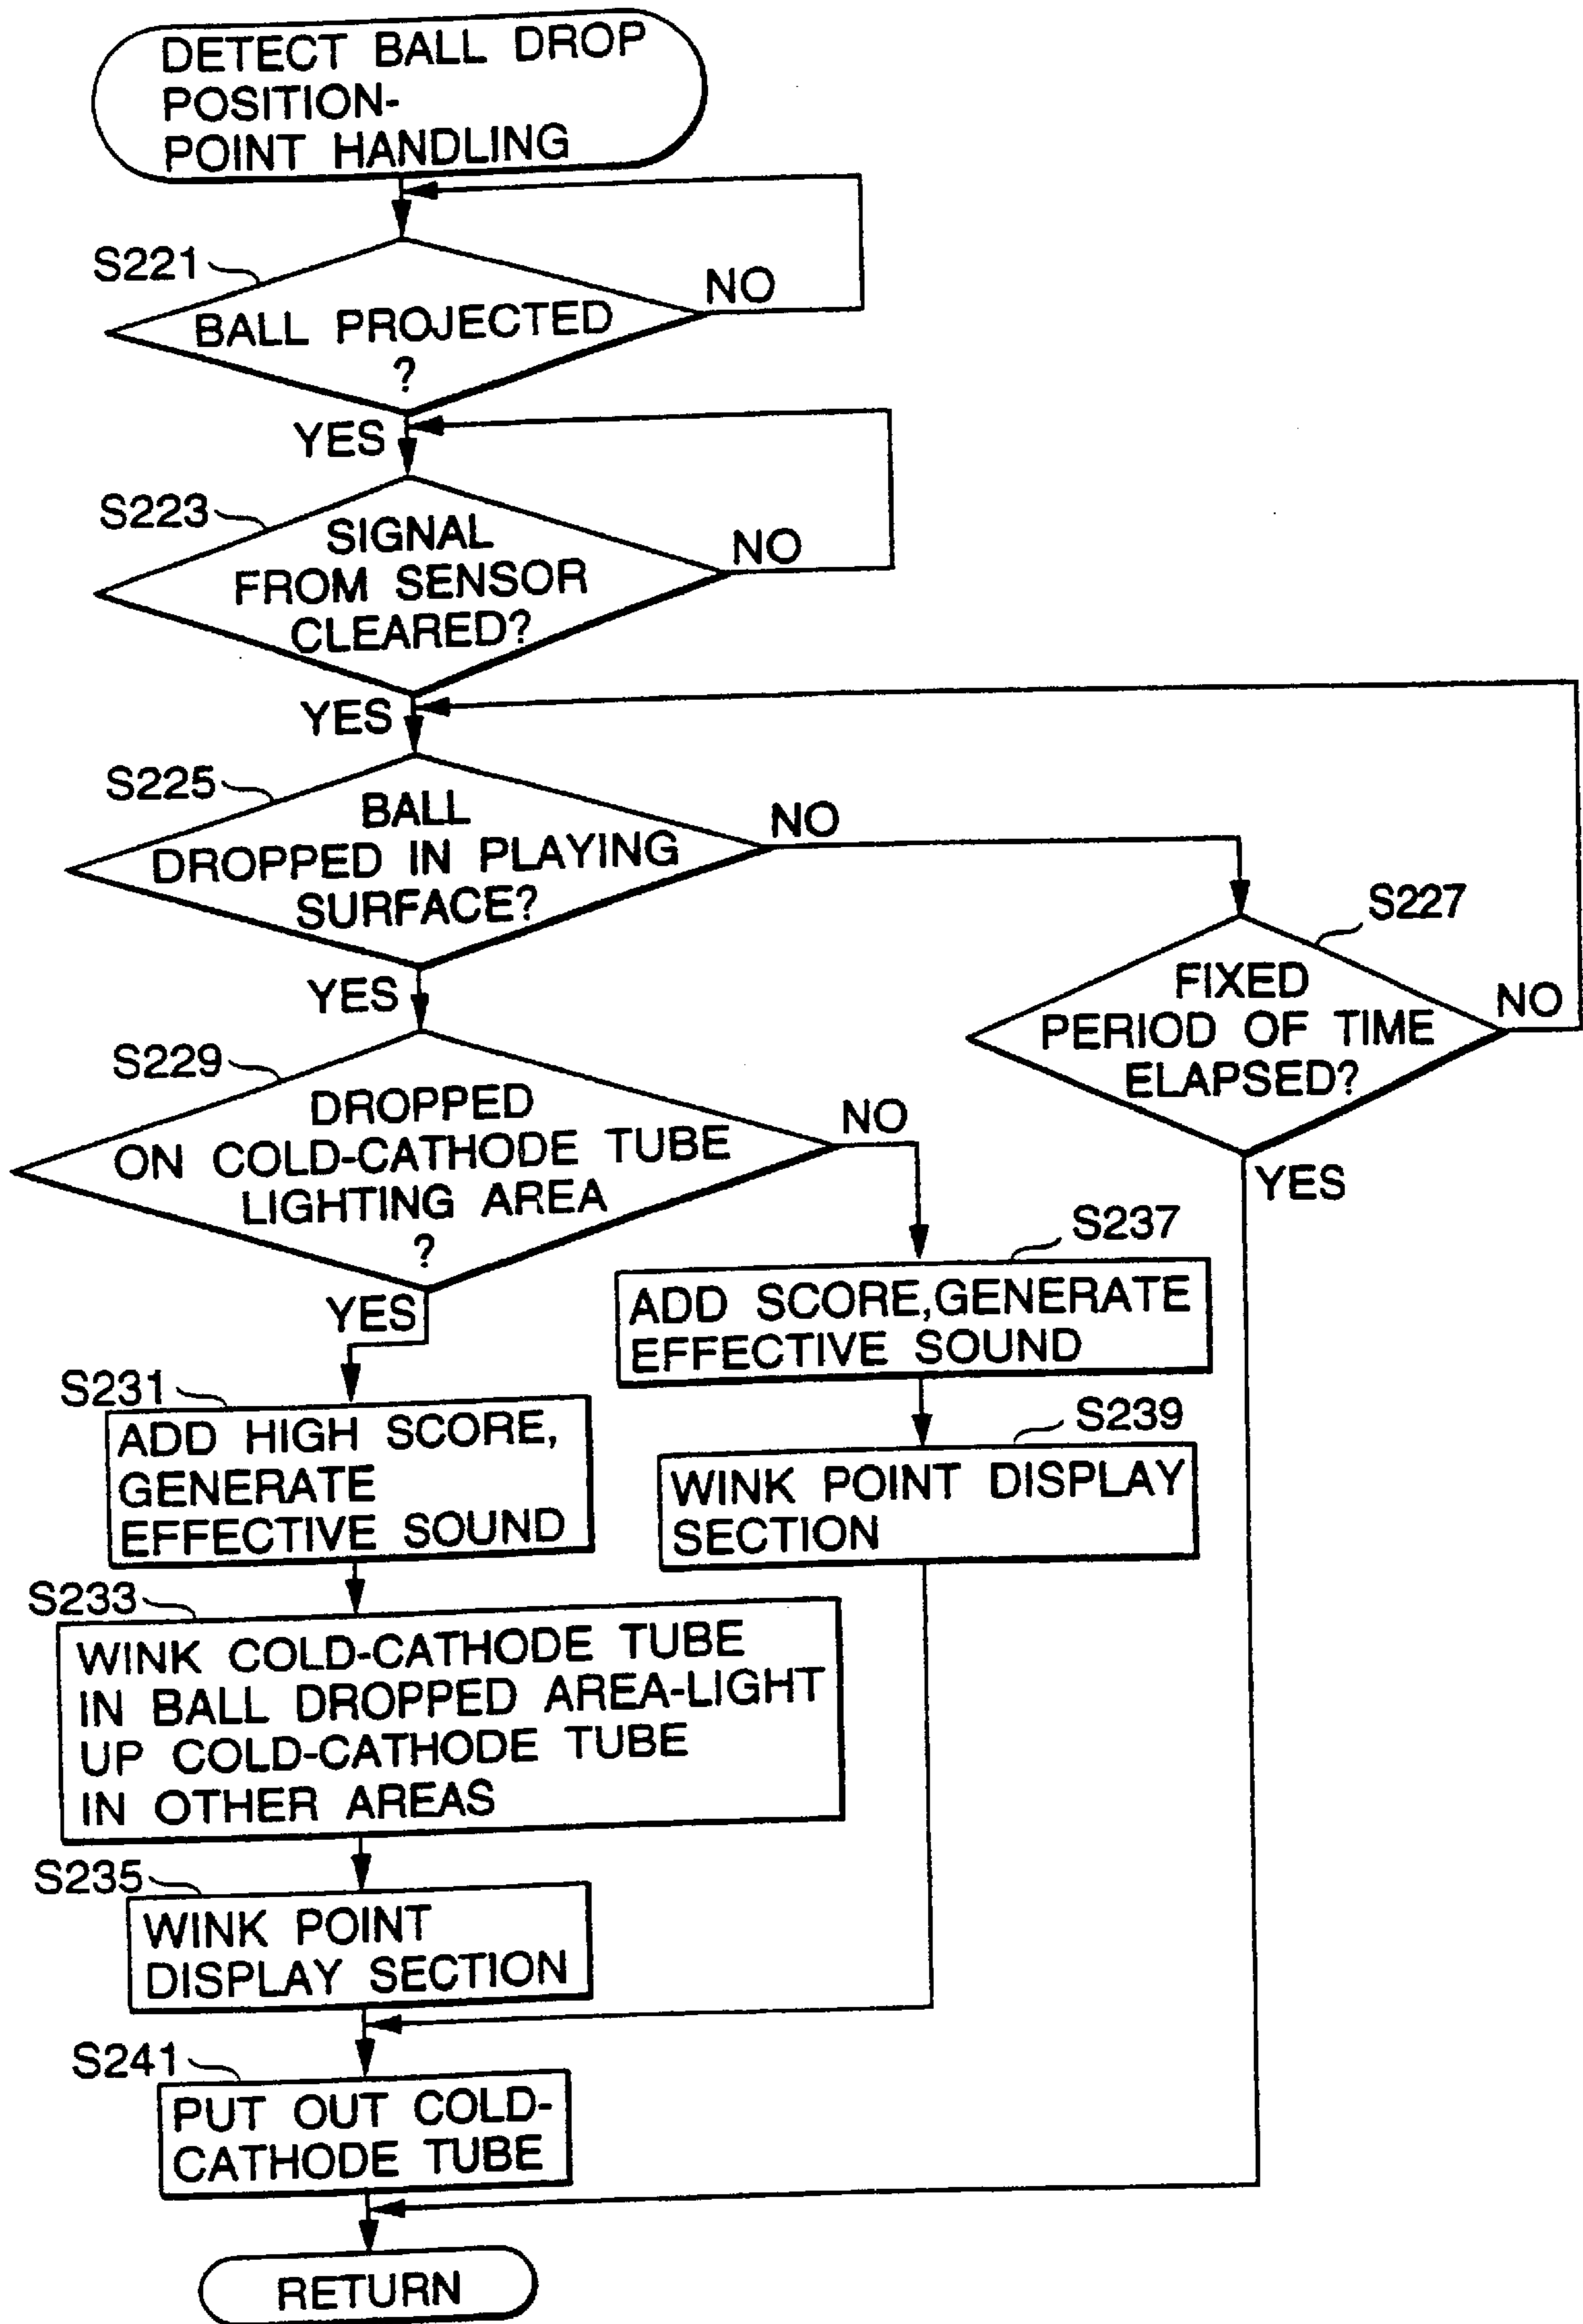 DETECT BALL DROP
POSITION-
POINT HANDLING
S221
BALL PROJECTED
?
NO
YES
S223
SIGNAL
FROM SENSOR
CLEARED?
NO
YES
S225
BALL
DROPPED IN PLAYING
SURFACE?
NO
YES
S227
FIXED
PERIOD OF TIME
ELAPSED?
NO
YES
S229
DROPPED
ON COLD-CATHODE TUBE
LIGHTING AREA
?
NO
YES
S237
ADD SCORE,GENERATE
EFFECTIVE SOUND
S239
WINK POINT DISPLAY
SECTION
S231
ADD HIGH SCORE,
GENERATE
EFFECTIVE SOUND
S233
WINK COLD-CATHODE TUBE
IN BALL DROPPED AREA-LIGHT
UP COLD-CATHODE TUBE
IN OTHER AREAS
S235
WINK POINT
DISPLAY SECTION
S241
PUT OUT COLD-
CATHODE TUBE
RETURN